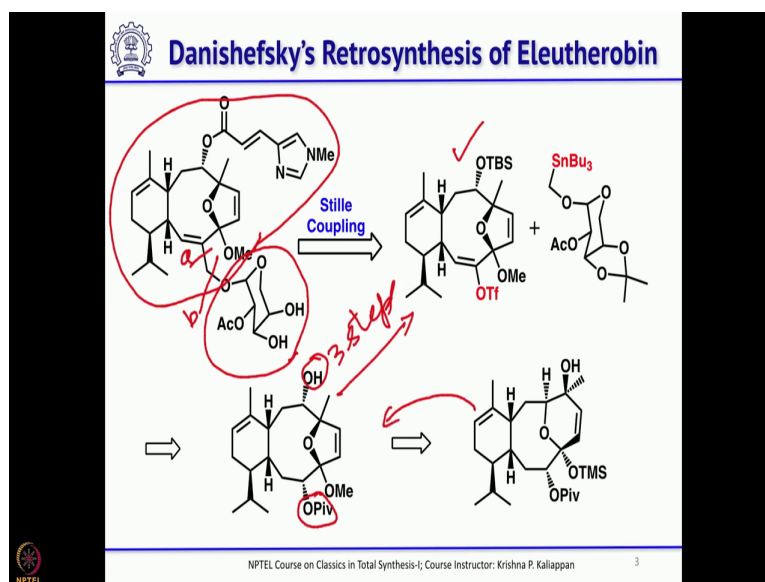 Danishefsky's Retrosynthesis of Eleutherobin
O
O
NMe
N
H
O
H
OMe
a
b
O
O
AcO
OH
OH
Stille
Coupling
OTBS
H
O
H
OMe
OTf
+
SnBu3
O
O
AcO
O
O
3 steps
OH
H
O
H
OMe
OPiv
H
OH
H
O
H
OTMS
OPiv
NPTEL Course on Classics in Total Synthesis-I; Course Instructor: Krishna P. Kaliappan
3
NPTEL